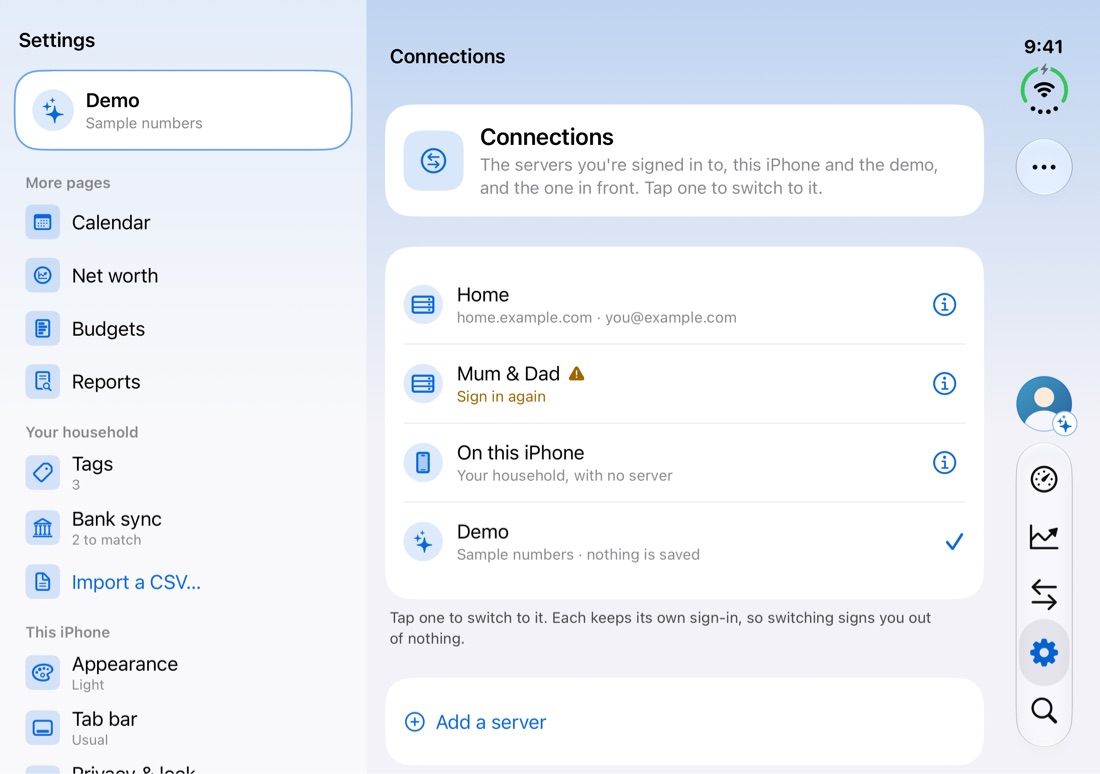 Settings
Demo
Sample numbers
More pages
Calendar
Net worth
Budgets
Reports
Your household
Tags
3
Bank sync
2 to match
Import a CSV...
This iPhone
Appearance
Light
Tab bar
Usual
Privacy & lock
Connections
Connections
The servers you're signed in to, this iPhone and the demo,
and the one in front. Tap one to switch to it.
Home
home.example.com · you@example.com
Mum & Dad
Sign in again
On this iPhone
Your household, with no server
Demo
Sample numbers · nothing is saved
Tap one to switch to it. Each keeps its own sign-in, so switching signs you out
of nothing.
Add a server
9:41